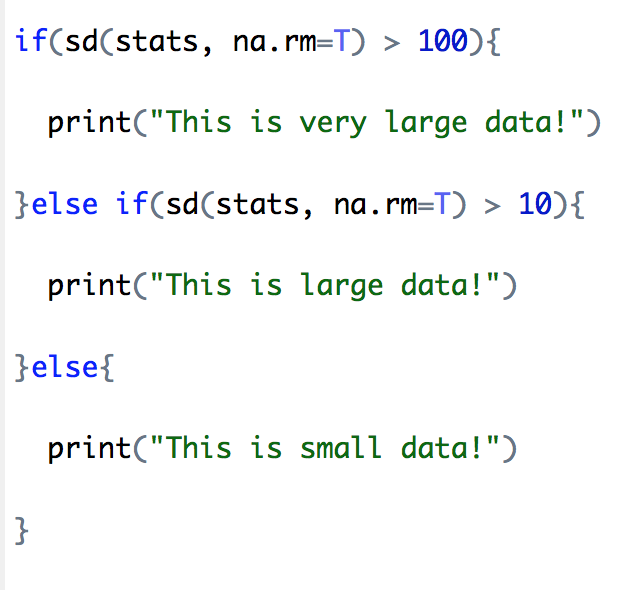 if(sd(stats, na.rm=T) > 100){
  print("This is very large data!")
}else if(sd(stats, na.rm=T) > 10){
  print("This is large data!")
}else{
  print("This is small data!")
}